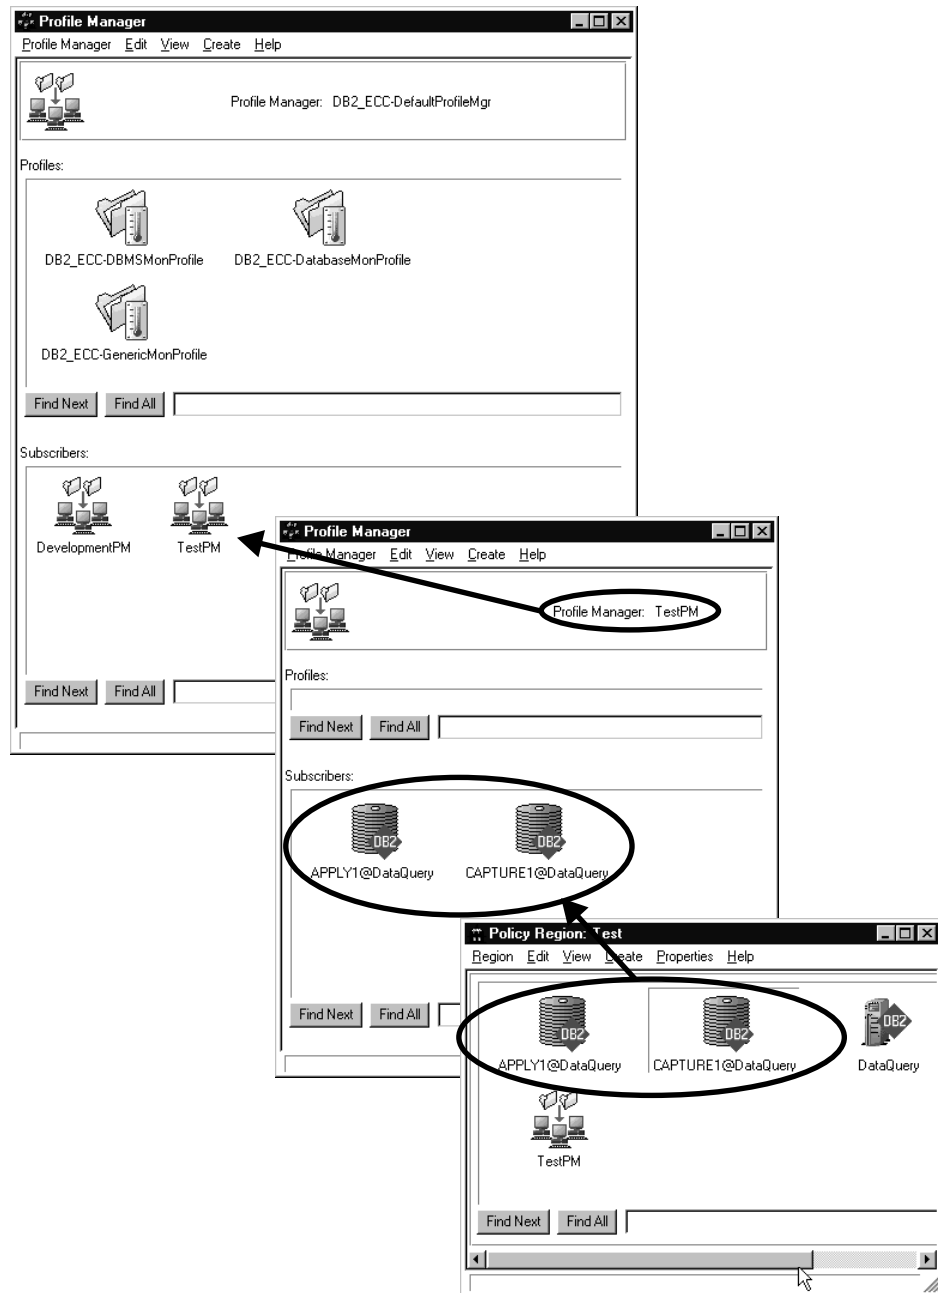 Profile Manager
Profile Manager Edit View Create Help
Profile Manager: DB2_ECC-DefaultProfileMgr
Profiles:
DB2_ECC-DBMSMonProfile DB2_ECC-DatabaseMonProfile
DB2_ECC-GenericMonProfile
Find Next Find All
Subscribers:
DevelopmentPM TestPM
Find Next Find All
Profile Manager
Profile Manager Edit View Create Help
Profile Manager: TestPM
Profiles:
Find Next Find All
Subscribers:
DB2 DB2
APPLY1@DataQuery CAPTURE1@DataQuery
Find Next Find All
Policy Region: Test
Region Edit View Create Properties Help
DB2 DB2 DB2
APPLY1@DataQuery CAPTURE1@DataQuery DataQuery
TestPM
Find Next Find All